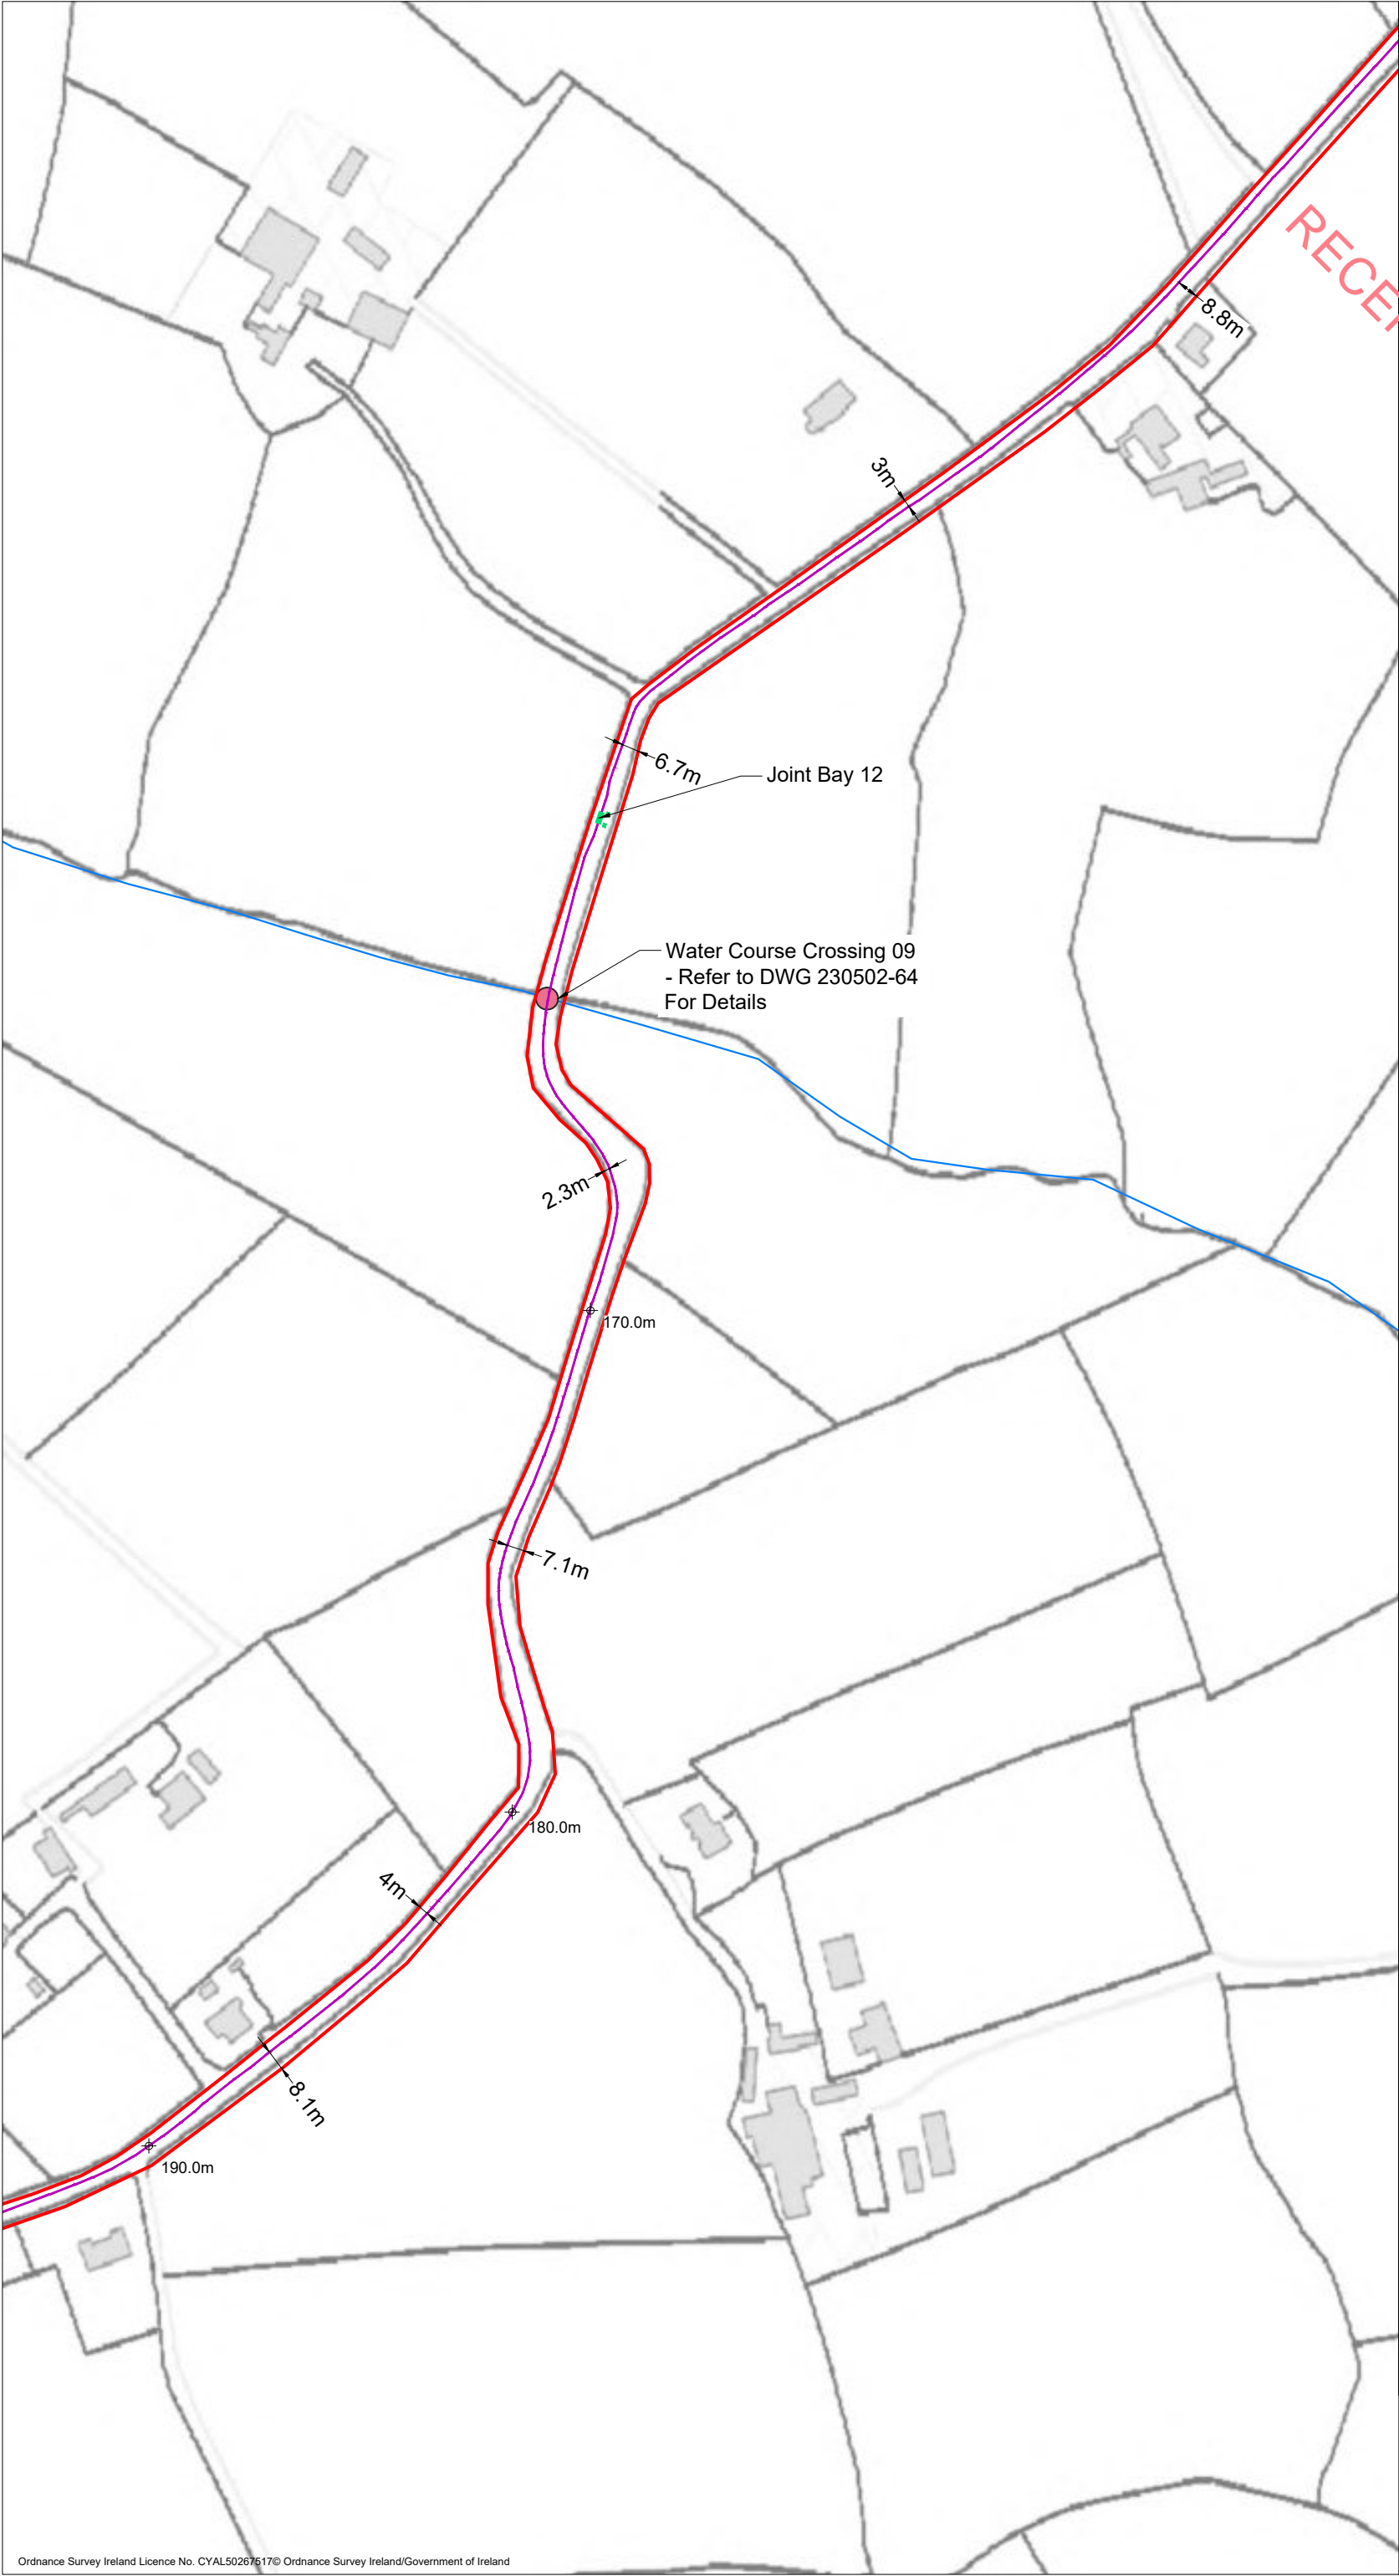 8.8m
3m
6.7m
Joint Bay 12
Water Course Crossing 09
- Refer to DWG 230502-64
For Details
2.3m
170.0m
7.1m
180.0m
4m
8.1m
190.0m
Ordnance Survey Ireland Licence No. CYAL50267517© Ordnance Survey Ireland/Government of Ireland